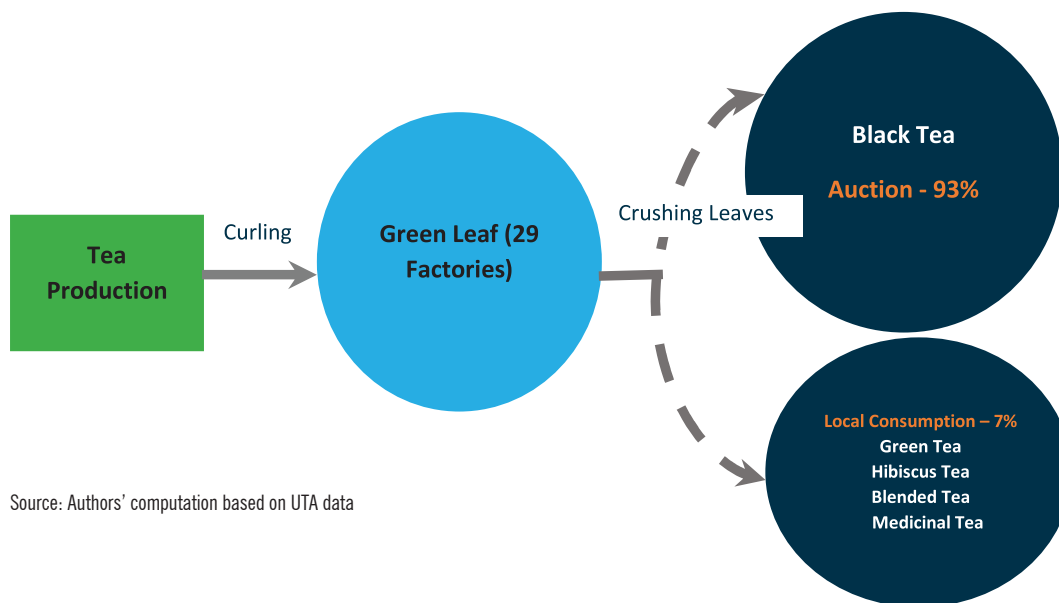 Tea
Production
Curling
Green Leaf (29
Factories)
Crushing Leaves
Black Tea
Auction - 93%
Local Consumption – 7%
Green Tea
Hibiscus Tea
Blended Tea
Medicinal Tea
Source: Authors’ computation based on UTA data